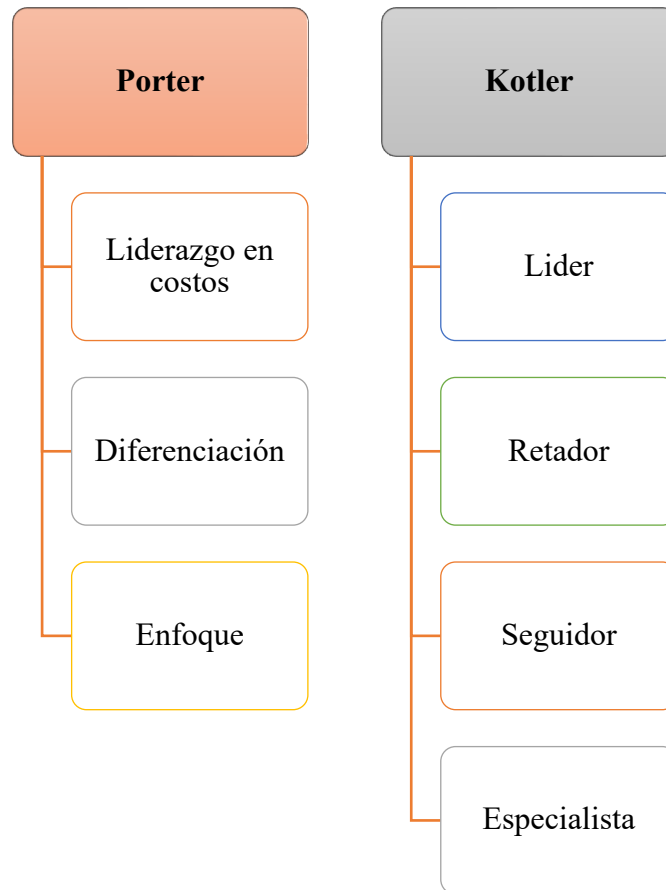 Porter
Liderazgo en
costos
Diferenciación
Enfoque
Kotler
Lider
Retador
Seguidor
Especialista